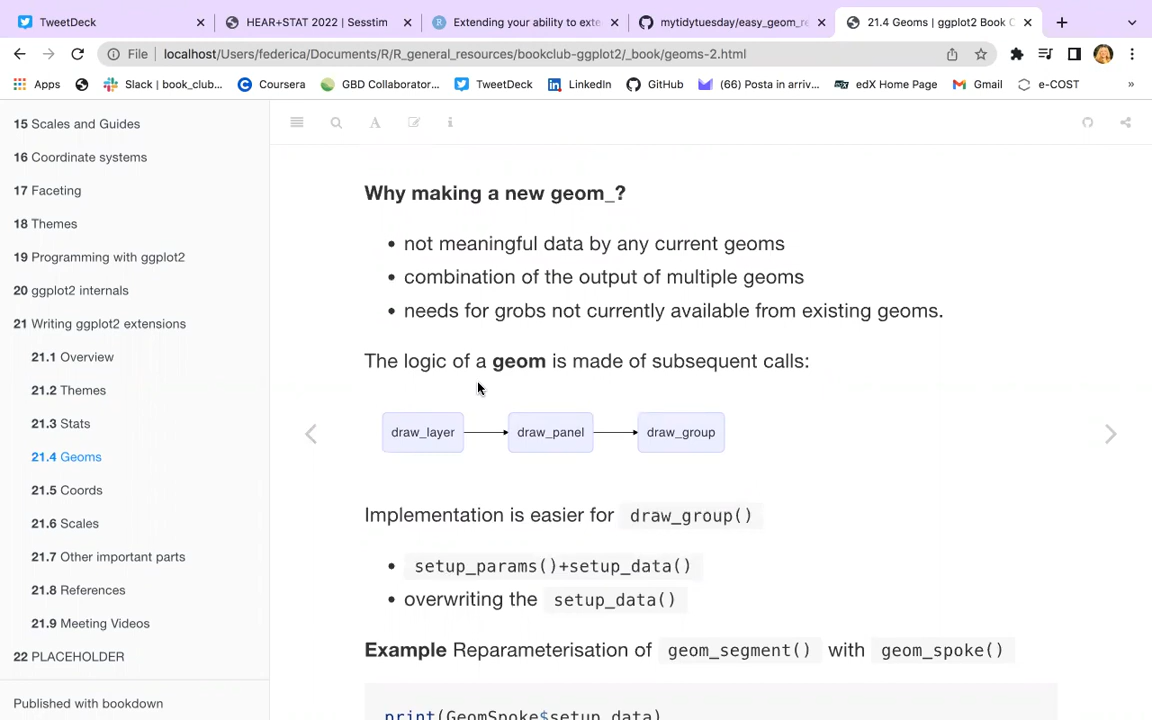 TweetDeck
HEAR+STAT 2022 | Sesstim
Extending your ability to exte
mytidytuesday/easy_geom_re
21.4 Geoms | ggplot2 Book C
File
localhost/Users/federica/Documents/R/R_general_resources/bookclub-ggplot2/_book/geoms-2.html
Apps
Slack | book_club...
Coursera
GBD Collaborator...
TweetDeck
LinkedIn
GitHub
(66) Posta in arriv...
edX Home Page
Gmail
e-COST
»
15 Scales and Guides
16 Coordinate systems
17 Faceting
18 Themes
19 Programming with ggplot2
20 ggplot2 internals
21 Writing ggplot2 extensions
21.1 Overview
21.2 Themes
21.3 Stats
21.4 Geoms
21.5 Coords
21.6 Scales
21.7 Other important parts
21.8 References
21.9 Meeting Videos
22 PLACEHOLDER
Published with bookdown
Why making a new geom_?
• not meaningful data by any current geoms
• combination of the output of multiple geoms
• needs for grobs not currently available from existing geoms.
The logic of a geom is made of subsequent calls:
draw_layer
draw_panel
draw_group
Implementation is easier for draw_group()
• setup_params()+setup_data()
• overwriting the setup_data()
Example Reparameterisation of geom_segment() with geom_spoke()
print(GeomSpoke$setup_data)